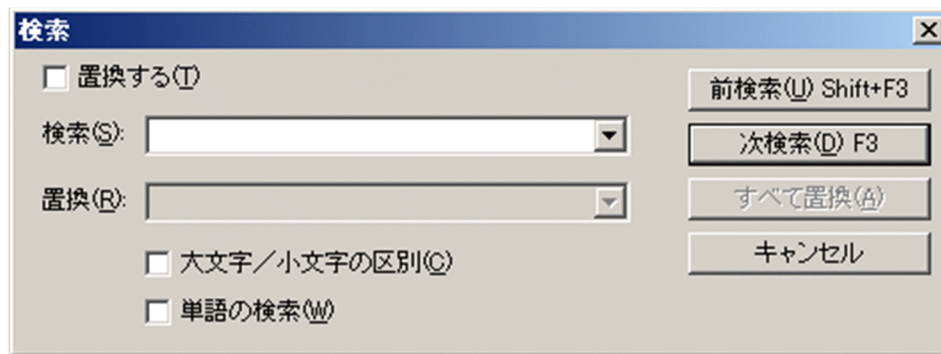 検索
置換する(T)
前検索(U) Shift+F3
検索(S):
次検索(D) F3
置換(R):
すべて置換(A)
大文字／小文字の区別(C)
キャンセル
単語の検索(W)